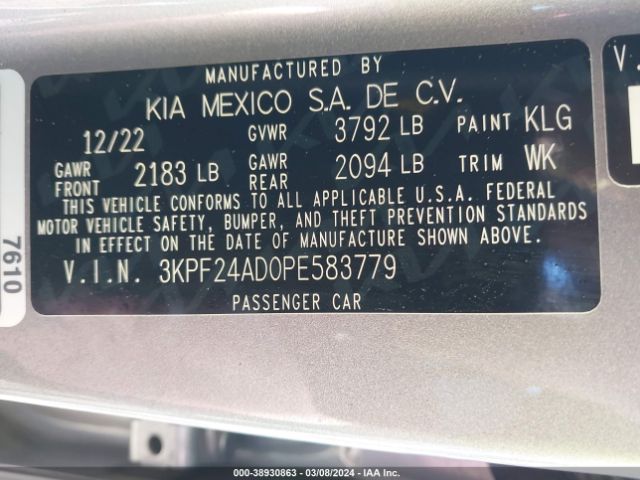 MANUFACTURED BY
KIA MEXICO S.A. DE C.V.
12/22 GVWR 3792 LB PAINT KLG
GAWR FRONT 2183 LB GAWR REAR 2094 LB TRIM WK
THIS VEHICLE CONFORMS TO ALL APPLICABLE U.S.A. FEDERAL
MOTOR VEHICLE SAFETY, BUMPER, AND THEFT PREVENTION STANDARDS
IN EFFECT ON THE DATE OF MANUFACTURE SHOWN ABOVE.
V.I.N. 3KPF24AD0PE583779
PASSENGER CAR
7610
V.
000-38930863 - 03/08/2024 - IAA Inc.